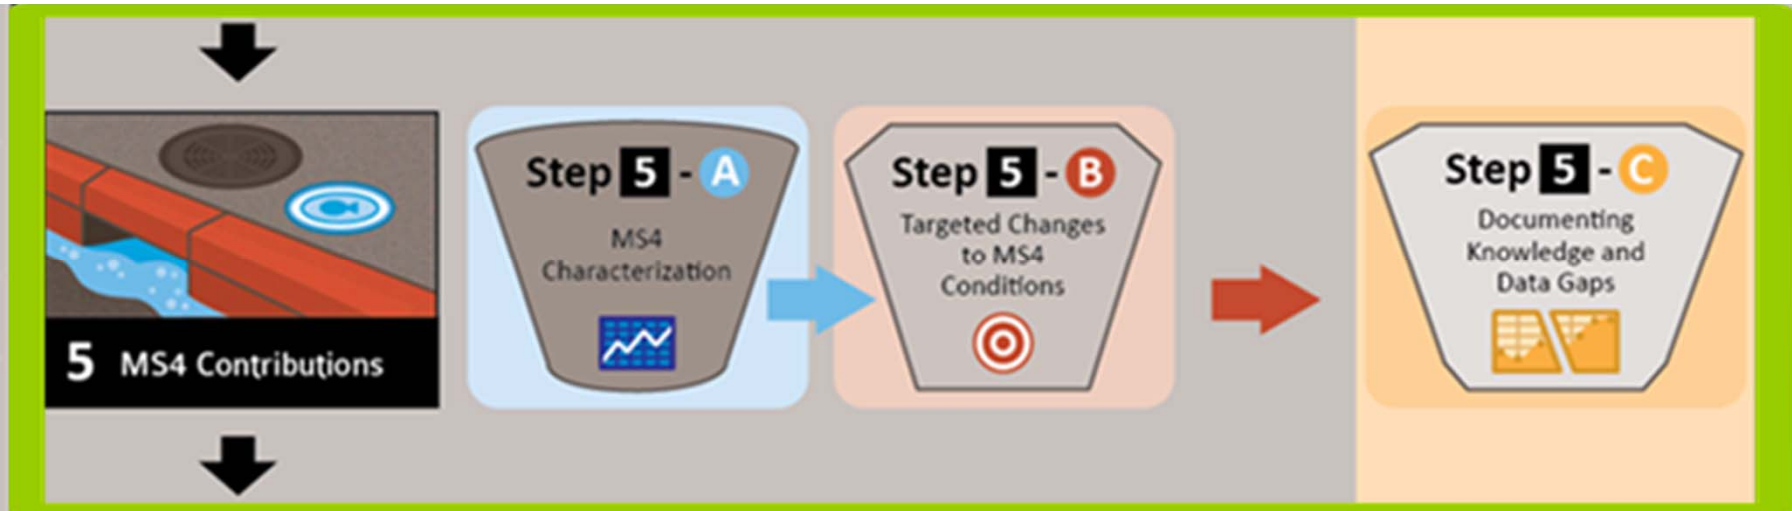 5 MS4 Contributions
Step 5 - A
MS4
Characterization
Step 5 - B
Targeted Changes
to MS4
Conditions
Step 5 - C
Documenting
Knowledge and
Data Gaps